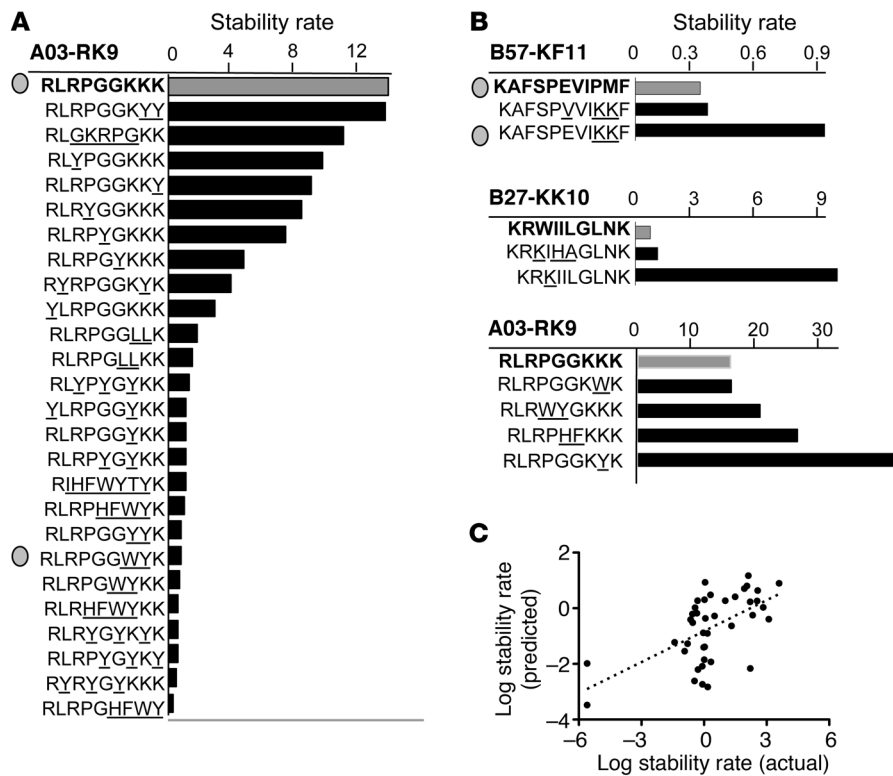 A
Stability rate
A03-RK9
0 4 8 12
RLRPGGKKK
RLRPGGKYY
RLGKRPGKK
RLYPGGKKK
RLRPGGKKY
RLRYGGKKK
RLRPYGKKK
RLRPGYKKK
RYRPGGKYK
YLRPGGKKK
RLRPGGLLK
RLRPGLLKK
RLYPYGYKK
YLRPGGYKK
RLRPGGYKK
RLRPYGYKK
RIHFWYTYK
RLRPHFWYK
RLRPGGYYK
RLRPGGWYK
RLRPGWYKK
RLRHFWYKK
RLRYGYKYK
RLRPYGYKY
RYRYGYKKK
RLRPGHFWY
B
Stability rate
B57-KF11
0 0.3 0.6 0.9
KAFSPEVIPMF
KAFSPVVIKKF
KAFSPEVIKKF
B27-KK10
0 3 6 9
KRWIILGLNK
KRKIHAGLNK
KRKIILGLNK
A03-RK9
0 10 20 30
RLRPGGKKK
RLRPGGKWK
RLRWYGKKK
RLRPHFKKK
RLRPGGKYK
C
Log stability rate
(predicted)
2
0
−2
−4
−6 −3 0 3 6
Log stability rate (actual)